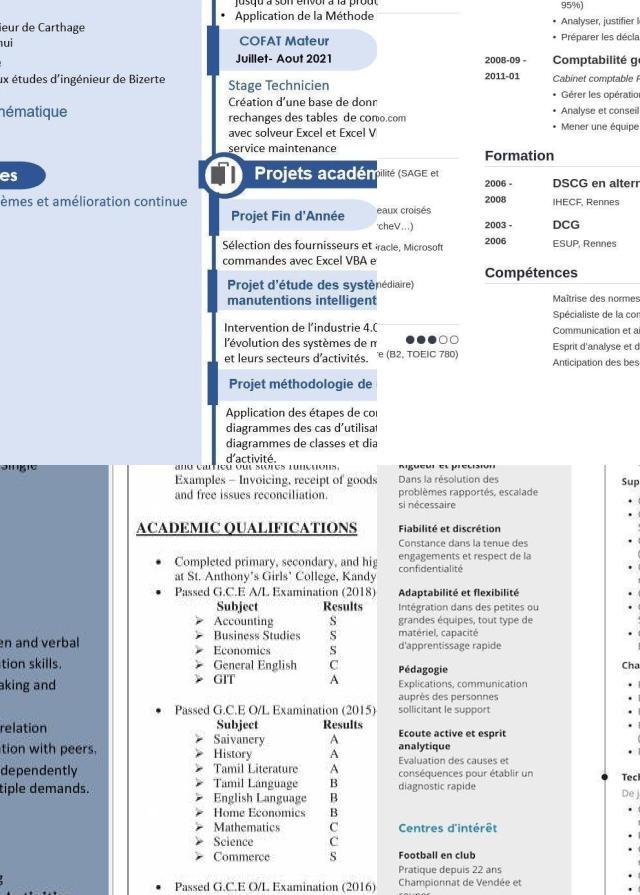 jusqu'à son envoi à la produ
• Application de la Méthode
ieur de Carthage
nui
ux études d'ingénieur de Bizerte
hématique
es
èmes et amélioration continue
COFAT Mateur
Juillet- Aout 2021
Stage Technicien
Création d'une base de donn
rechanges des tables de con
avec solveur Excel et Excel V
service maintenance
Projets académ
Projet Fin d'Année
Sélection des fournisseurs et
commandes avec Excel VBA e
Projet d'étude des systè
manutentions intelligent
Intervention de l'industrie 4.0
l'évolution des systèmes de m
et leurs secteurs d'activités.
Projet méthodologie de
Application des étapes de con
diagrammes des cas d'utilisat
diagrammes de classes et dia
d'activité.
o.com
bilité (SAGE et
eaux croisés
rcheV…)
racle, Microsoft
nédiaire)
e (B2, TOEIC 780)
95%)
• Analyser, justifier l
• Préparer les décla
2008-09 -
2011-01
Comptabilité gé
Cabinet comptable F
• Gérer les opération
• Analyse et conseil
• Mener une équipe
Formation
2006 -
2008
DSCG en altern
IHECF, Rennes
2003 -
2006
DCG
ESUP, Rennes
Compétences
Maîtrise des normes
Spécialiste de la con
Communication et ai
Esprit d'analyse et d
Anticipation des bes
Single
en and verbal
tion skills.
aking and
relation
tion with peers.
dependently
tiple demands.
and carried out stores functions.
Examples – Invoicing, receipt of goods
and free issues reconciliation.
ACADEMIC QUALIFICATIONS
• Completed primary, secondary, and hig
at St. Anthony's Girls' College, Kandy
• Passed G.C.E A/L Examination (2018)
Subject Results
➢ Accounting S
➢ Business Studies S
➢ Economics S
➢ General English C
➢ GIT A
• Passed G.C.E O/L Examination (2015)
Subject Results
➢ Saivanery A
➢ History A
➢ Tamil Literature A
➢ Tamil Language B
➢ English Language B
➢ Home Economics B
➢ Mathematics C
➢ Science C
➢ Commerce S
• Passed G.C.E O/L Examination (2016)
Rigueur et précision
Dans la résolution des
problèmes rapportés, escalade
si nécessaire
Fiabilité et discrétion
Constance dans la tenue des
engagements et respect de la
confidentialité
Adaptabilité et flexibilité
Intégration dans des petites ou
grandes équipes, tout type de
matériel, capacité
d'apprentissage rapide
Pédagogie
Explications, communication
auprès des personnes
sollicitant le support
Ecoute active et esprit
analytique
Evaluation des causes et
conséquences pour établir un
diagnostic rapide
Centres d'intérêt
Football en club
Pratique depuis 22 ans
Championnat de Vendée et
Sup
Cha
Tech
De j